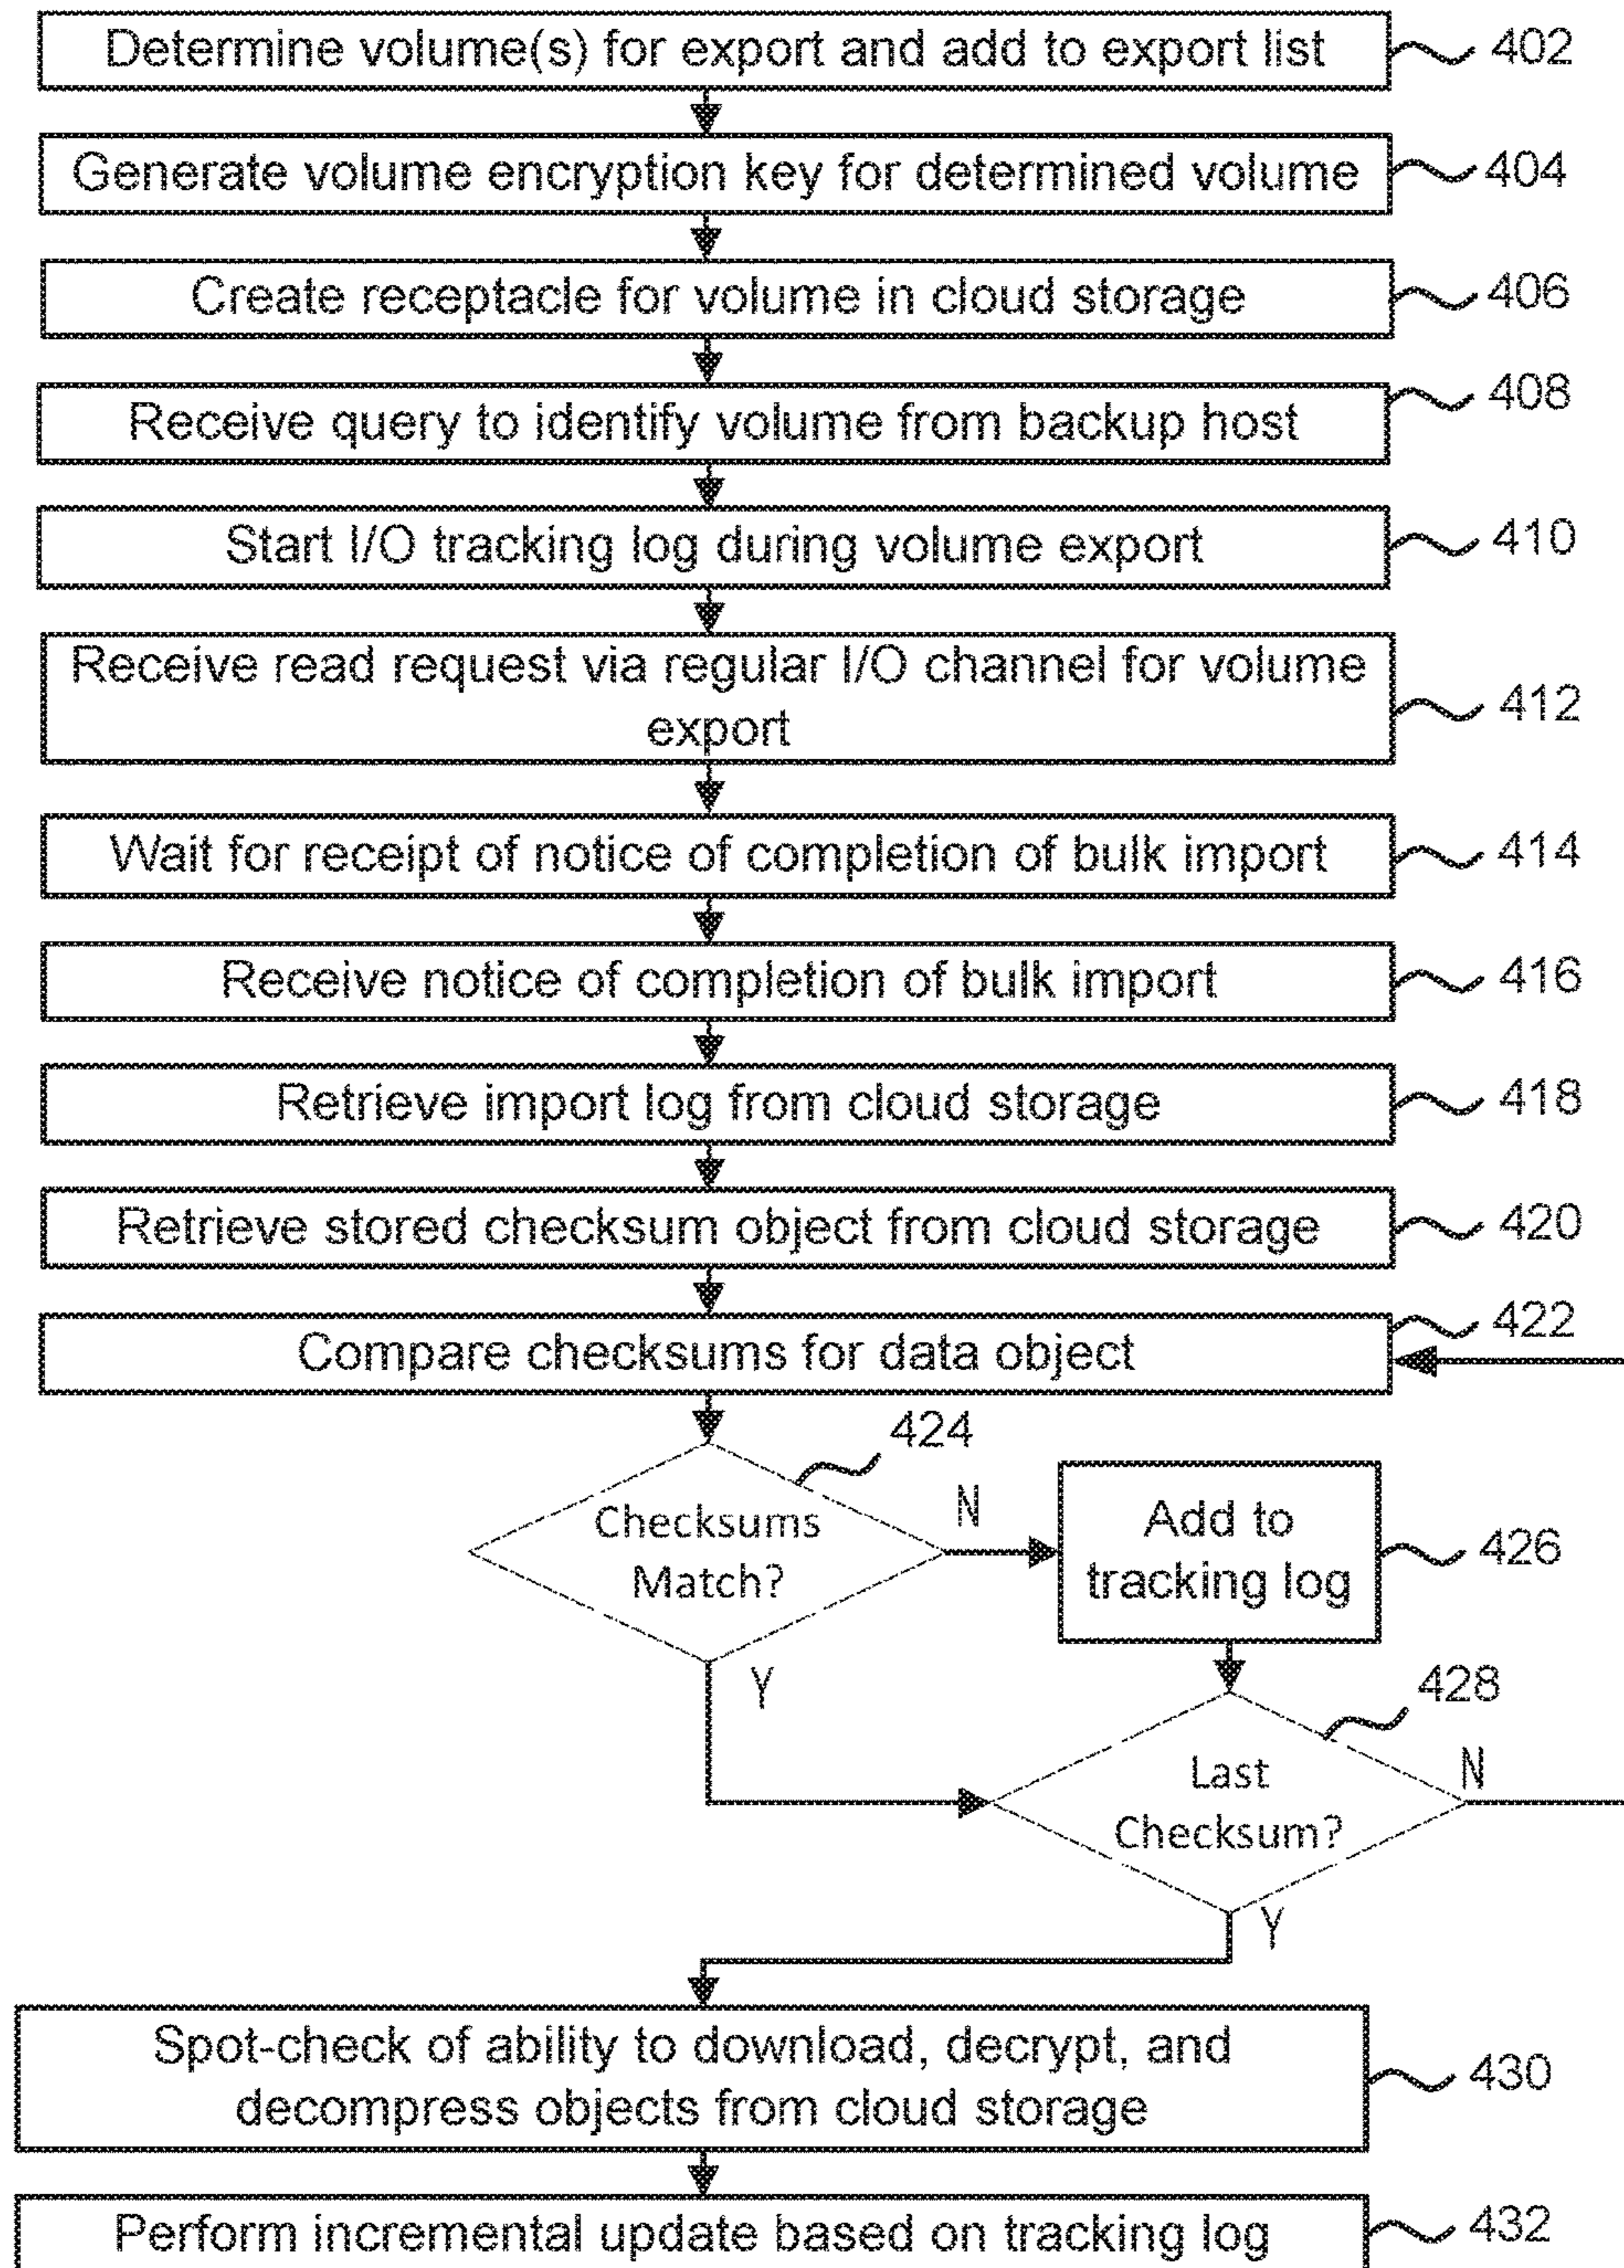 Determine volume(s) for export and add to export list 402
Generate volume encryption key for determined volume 404
Create receptacle for volume in cloud storage 406
Receive query to identify volume from backup host 408
Start I/O tracking log during volume export 410
Receive read request via regular I/O channel for volume
export
412
Wait for receipt of notice of completion of bulk import 414
Receive notice of completion of bulk import 416
Retrieve import log from cloud storage 418
Retrieve stored checksum object from cloud storage 420
Compare checksums for data object 422
424
Checksums
Match?
N
Y
Add to
tracking log
426
428
Last
Checksum?
N
Y
Spot-check of ability to download, decrypt, and
decompress objects from cloud storage
430
Perform incremental update based on tracking log 432